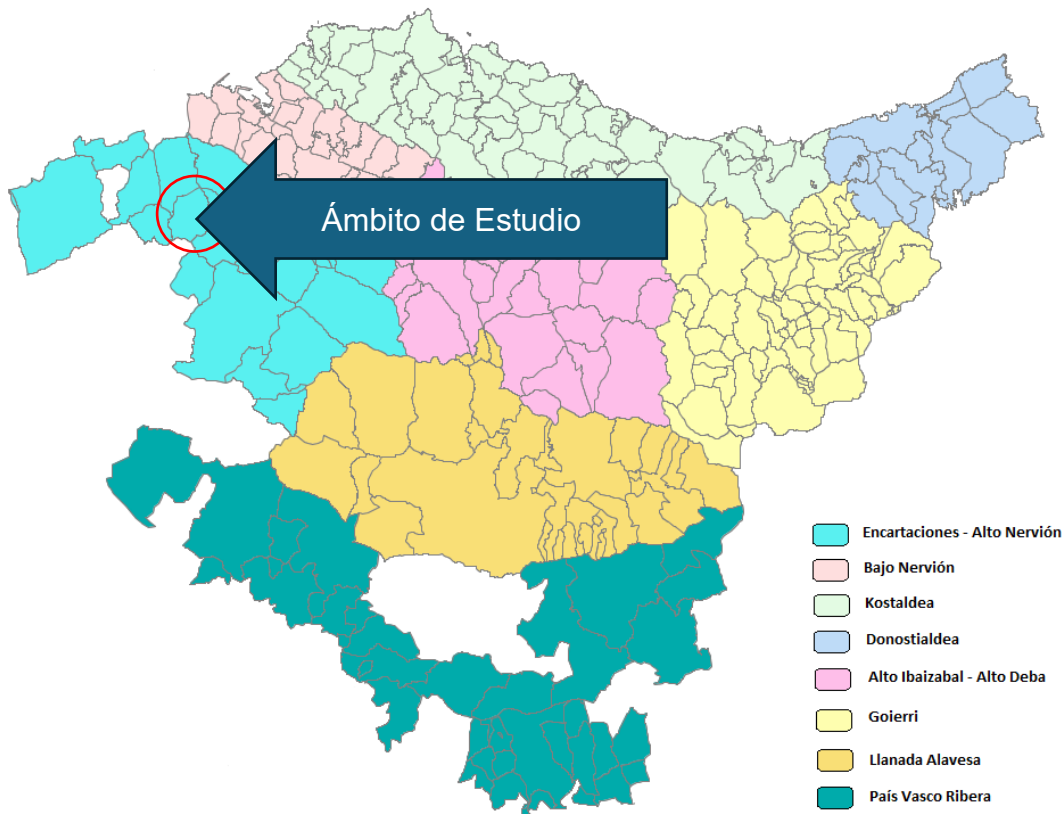 Ámbito de Estudio
Encartaciones - Alto Nervión
Bajo Nervión
Kostaldea
Donostialdea
Alto Ibaizabal - Alto Deba
Goierri
Llanada Alavesa
País Vasco Ribera